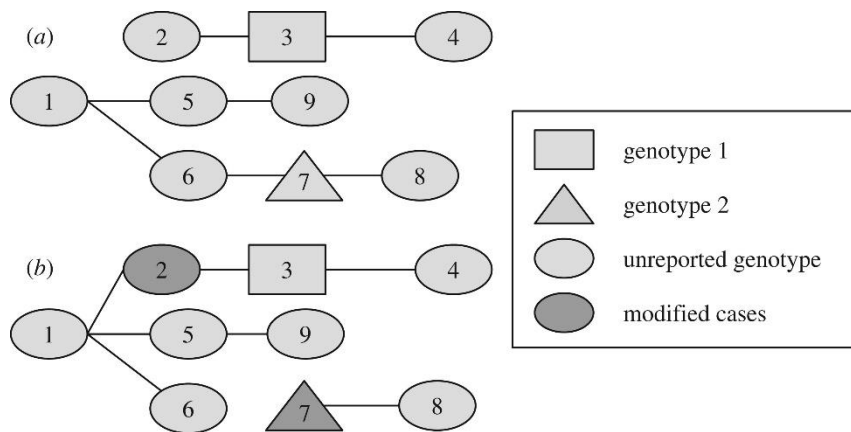 (a)
2 3 4
1 5 9
6 7 8
(b)
2 3 4
1 5 9
6 7 8
genotype 1
genotype 2
unreported genotype
modified cases